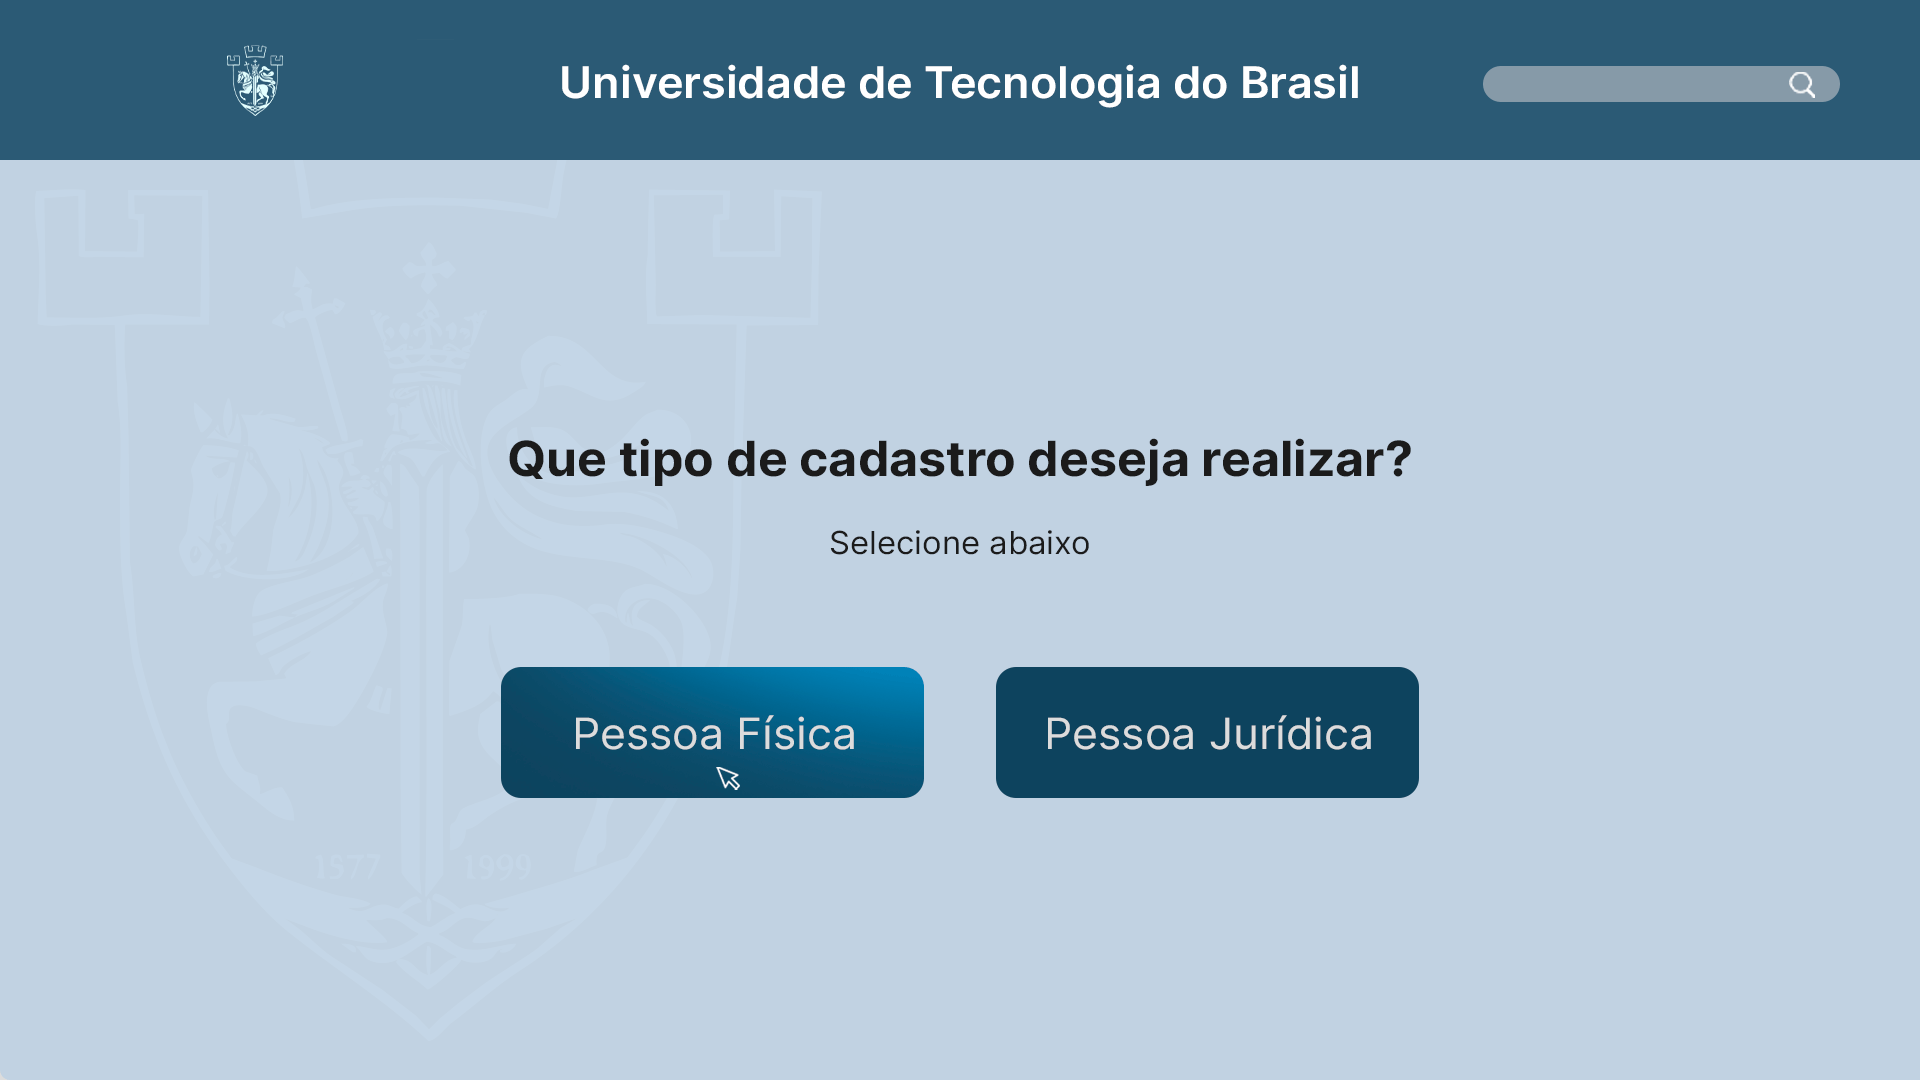 Universidade de Tecnologia do Brasil
Que tipo de cadastro deseja realizar?
Selecione abaixo
Pessoa Física
Pessoa Jurídica
1577 1999